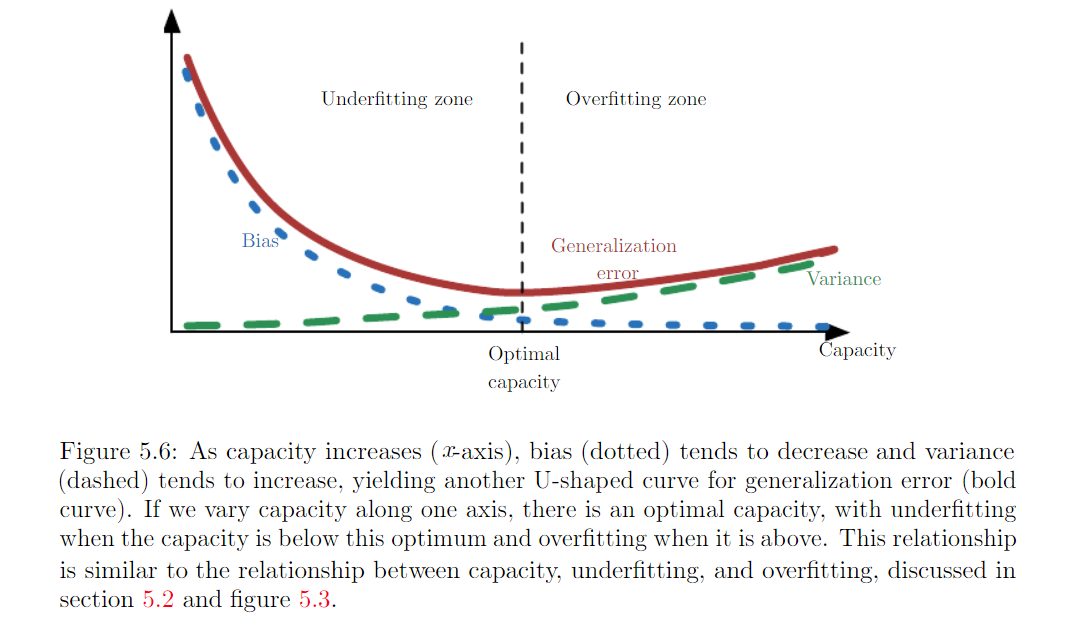 Underfitting zone
Overfitting zone
Bias
Generalization
error
Variance
Optimal
capacity
Capacity
Figure 5.6: As capacity increases (x-axis), bias (dotted) tends to decrease and variance
(dashed) tends to increase, yielding another U-shaped curve for generalization error (bold
curve). If we vary capacity along one axis, there is an optimal capacity, with underfitting
when the capacity is below this optimum and overfitting when it is above. This relationship
is similar to the relationship between capacity, underfitting, and overfitting, discussed in
section 5.2 and figure 5.3.